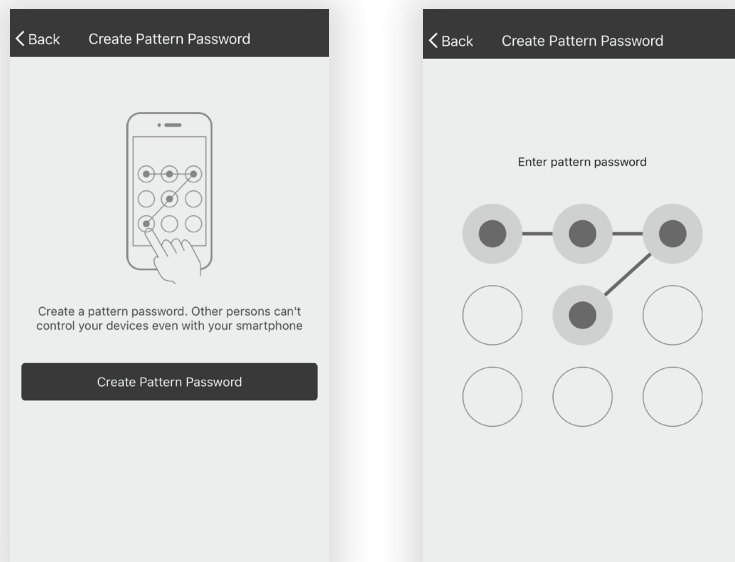 Back Create Pattern Password
Create a pattern password. Other persons can't
control your devices even with your smartphone
Create Pattern Password
Back Create Pattern Password
Enter pattern password